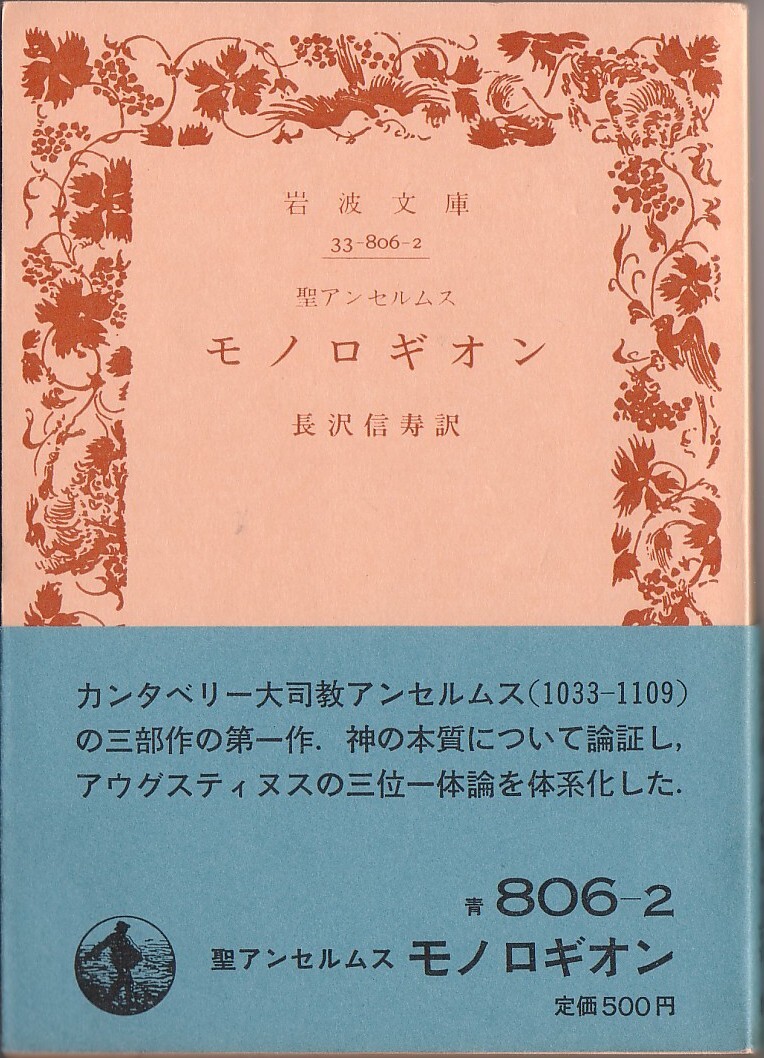 岩波文庫
33-806-2
聖アンセルムス
モノロギオン
長沢信寿訳
カンタベリー大司教アンセルムス(1033-1109)
の三部作の第一作. 神の本質について論証し,
アウグスティヌスの三位一体論を体系化した.
青 806-2
聖アンセルムス モノロギオン
定価500円